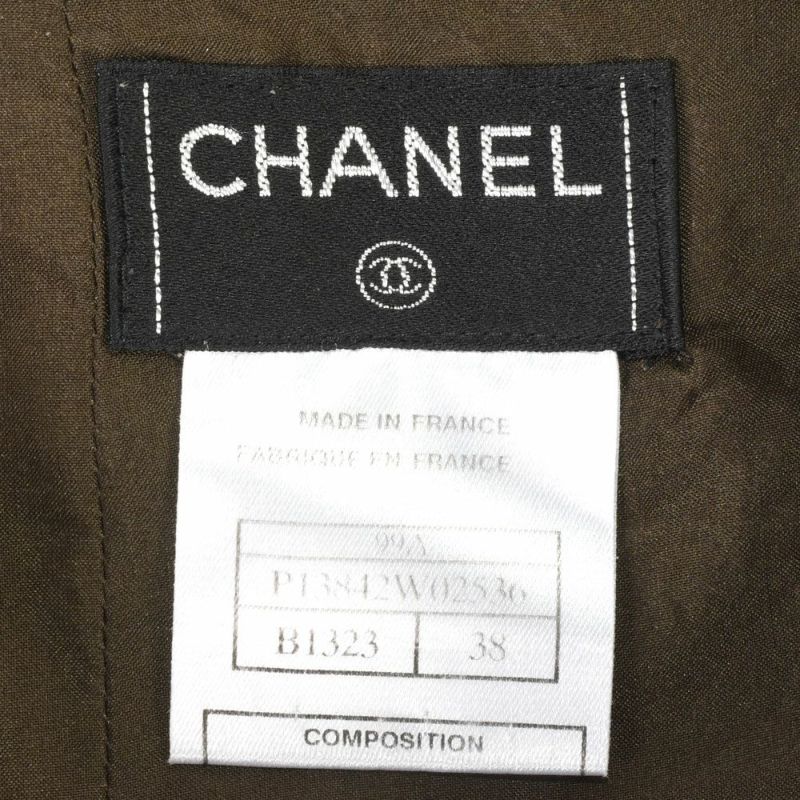 CHANEL
MADE IN FRANCE
FABRIQUE EN FRANCE
99A
P13842W02536
B1323 38
COMPOSITION